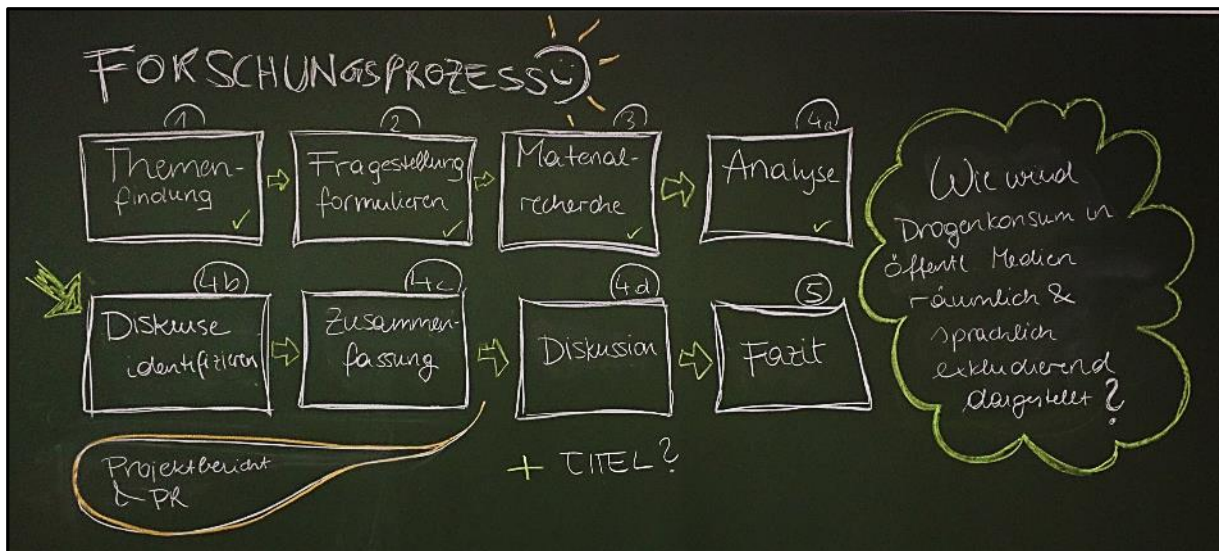 FORSCHUNGSPROZESS
1
Themen-
findung
2
Fragestellung
formulieren
3
Material-
recherche
4a
Analyse
4b
Diskurse
identifizieren
4c
Zusammen-
fassung
4d
Diskussion
5
Fazit
Wie wird
Drogenkonsum in
öffentl Medien
räumlich &
sprachlich
exkludierend
dargestellt?
Projektbericht
PR
+ TITEL?